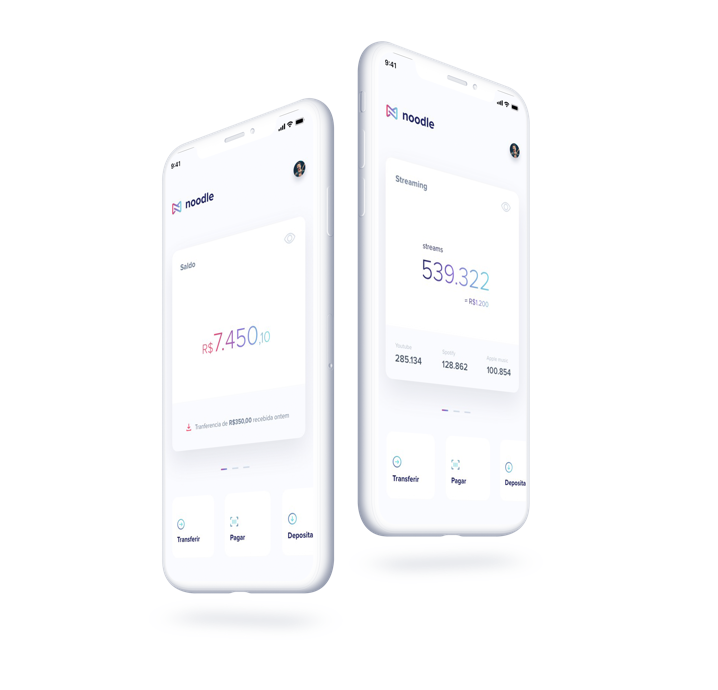 9:41
noodle
Saldo
R$7.450,10
Tranferencia de R$350,00 recebida ontem
Transferir
Pagar
Deposita
9:41
noodle
Streaming
streams
539.322
= R$1.200
Youtube
Spotify
Apple music
285.134
128.862
100.854
Transferir
Pagar
Deposita